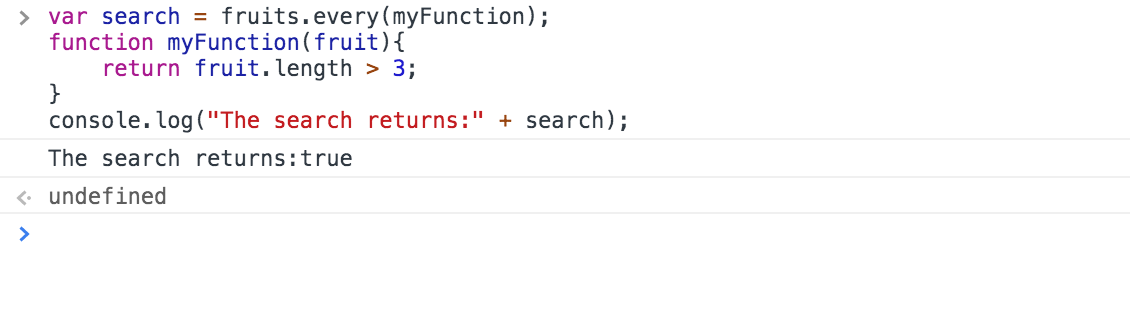 > var search = fruits.every(myFunction);
function myFunction(fruit){
    return fruit.length > 3;
}
console.log("The search returns:" + search);
The search returns:true
undefined
>